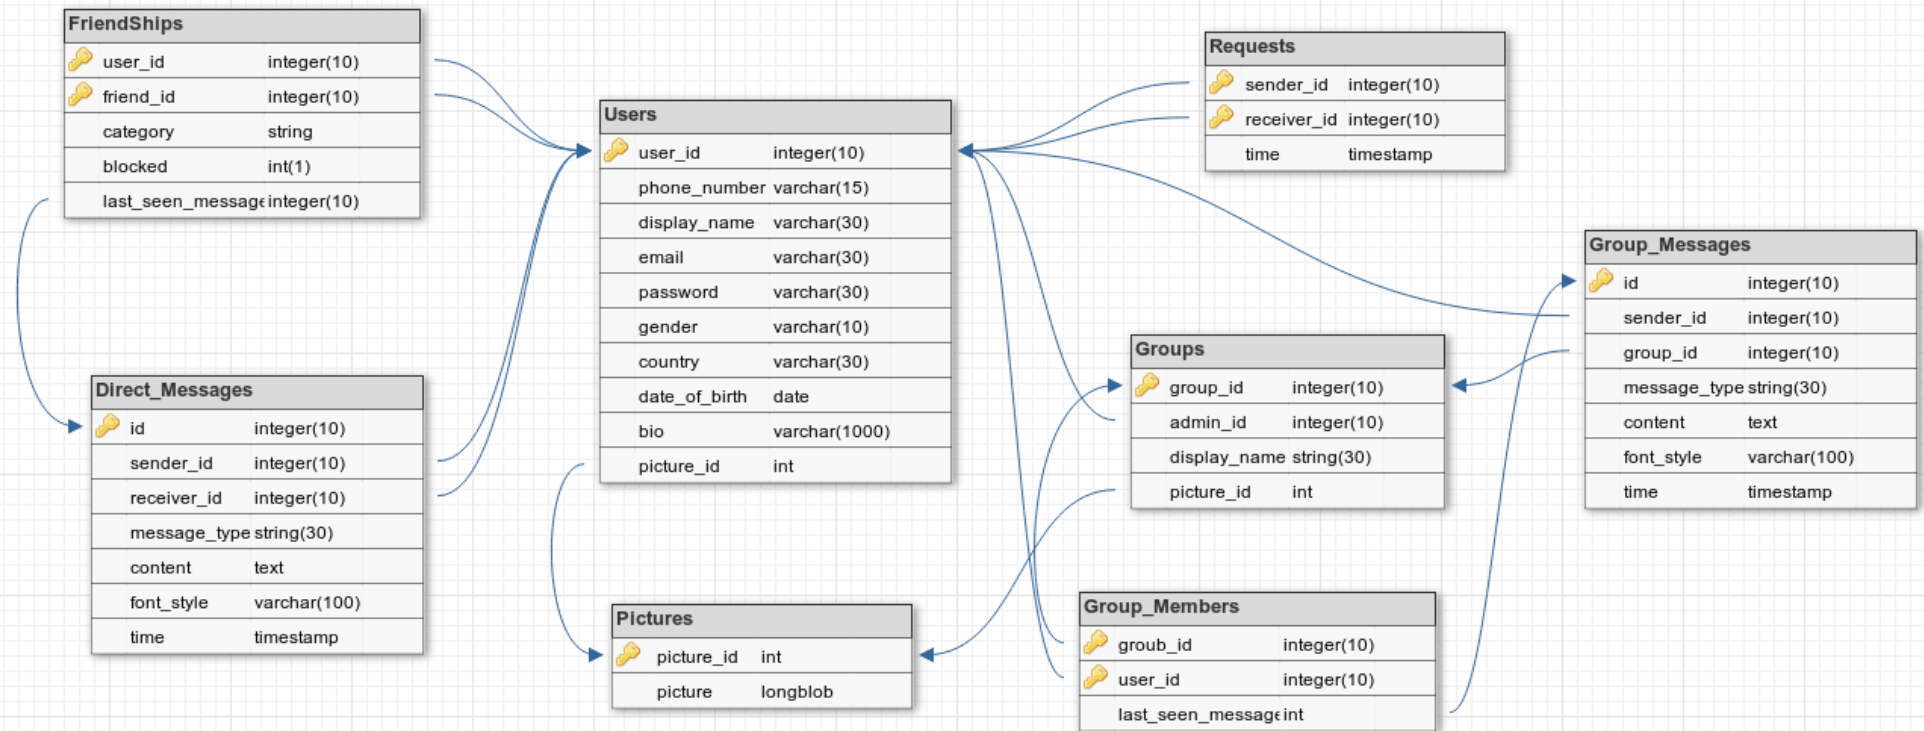 FriendShips
user_id integer(10)
friend_id integer(10)
category string
blocked int(1)
last_seen_message integer(10)
Users
user_id integer(10)
phone_number varchar(15)
display_name varchar(30)
email varchar(30)
password varchar(30)
gender varchar(10)
country varchar(30)
date_of_birth date
bio varchar(1000)
picture_id int
Requests
sender_id integer(10)
receiver_id integer(10)
time timestamp
Group_Messages
id integer(10)
sender_id integer(10)
group_id integer(10)
message_type string(30)
content text
font_style varchar(100)
time timestamp
Groups
group_id integer(10)
admin_id integer(10)
display_name string(30)
picture_id int
Direct_Messages
id integer(10)
sender_id integer(10)
receiver_id integer(10)
message_type string(30)
content text
font_style varchar(100)
time timestamp
Pictures
picture_id int
picture longblob
Group_Members
groub_id integer(10)
user_id integer(10)
last_seen_message int